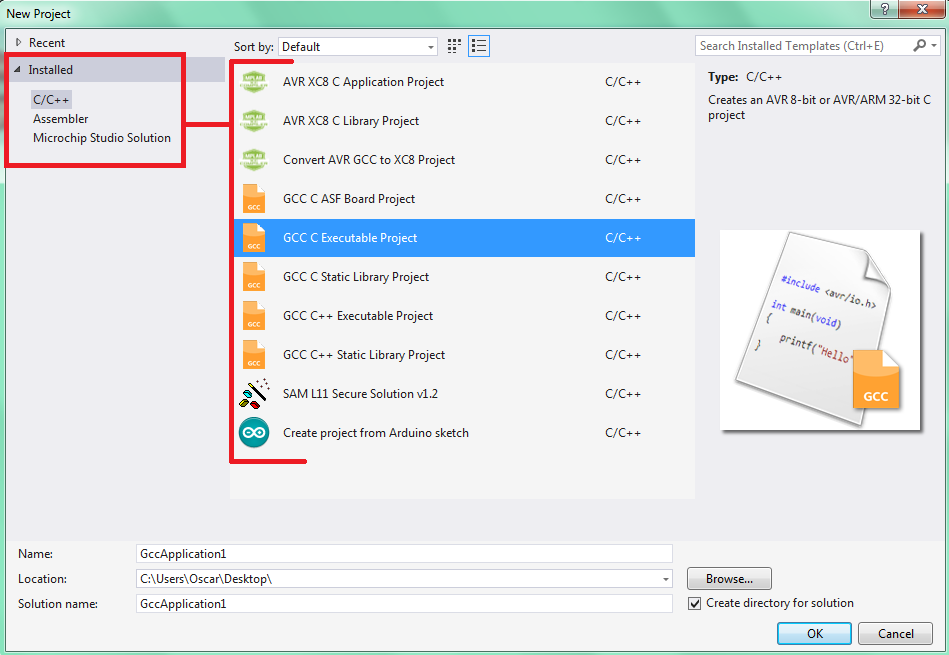 New Project
Recent
Installed
C/C++
Assembler
Microchip Studio Solution
Sort by: Default
Search Installed Templates (Ctrl+E)
AVR XC8 C Application Project C/C++
AVR XC8 C Library Project C/C++
Convert AVR GCC to XC8 Project C/C++
GCC GCC C ASF Board Project C/C++
GCC GCC C Executable Project C/C++
GCC GCC C Static Library Project C/C++
GCC GCC C++ Executable Project C/C++
GCC GCC C++ Static Library Project C/C++
SAM L11 Secure Solution v1.2 C/C++
Create project from Arduino sketch C/C++
Type: C/C++
Creates an AVR 8-bit or AVR/ARM 32-bit C
project
#include <avr/io.h>
int main(void)
{
printf("Hello"
}
GCC
Name: GccApplication1
Location: C:\Users\Oscar\Desktop\ Browse...
Solution name: GccApplication1 Create directory for solution
OK Cancel